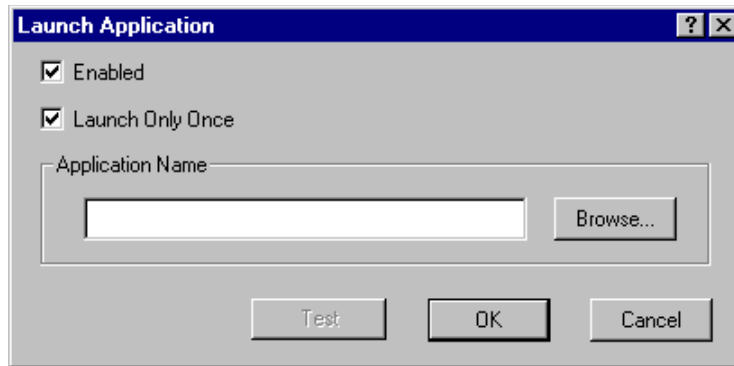 Launch Application
Enabled
Launch Only Once
Application Name
Browse...
Test OK Cancel